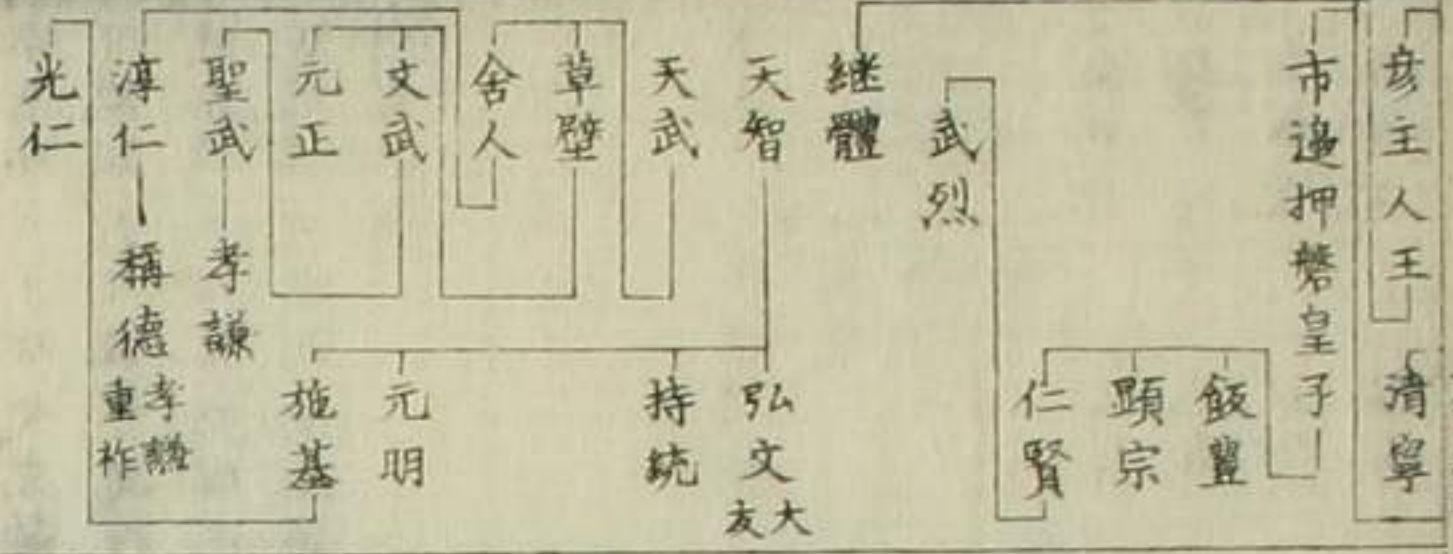 彦主人王
清寧
市邊押磐皇子
飯豐
顕宗
仁賢
武烈
継體
天智
弘文 大友
天武
持統
草壁
舍人
文武
元明
元正
施基
聖武
孝謙
淳仁
稱德 孝謙重祚
光仁